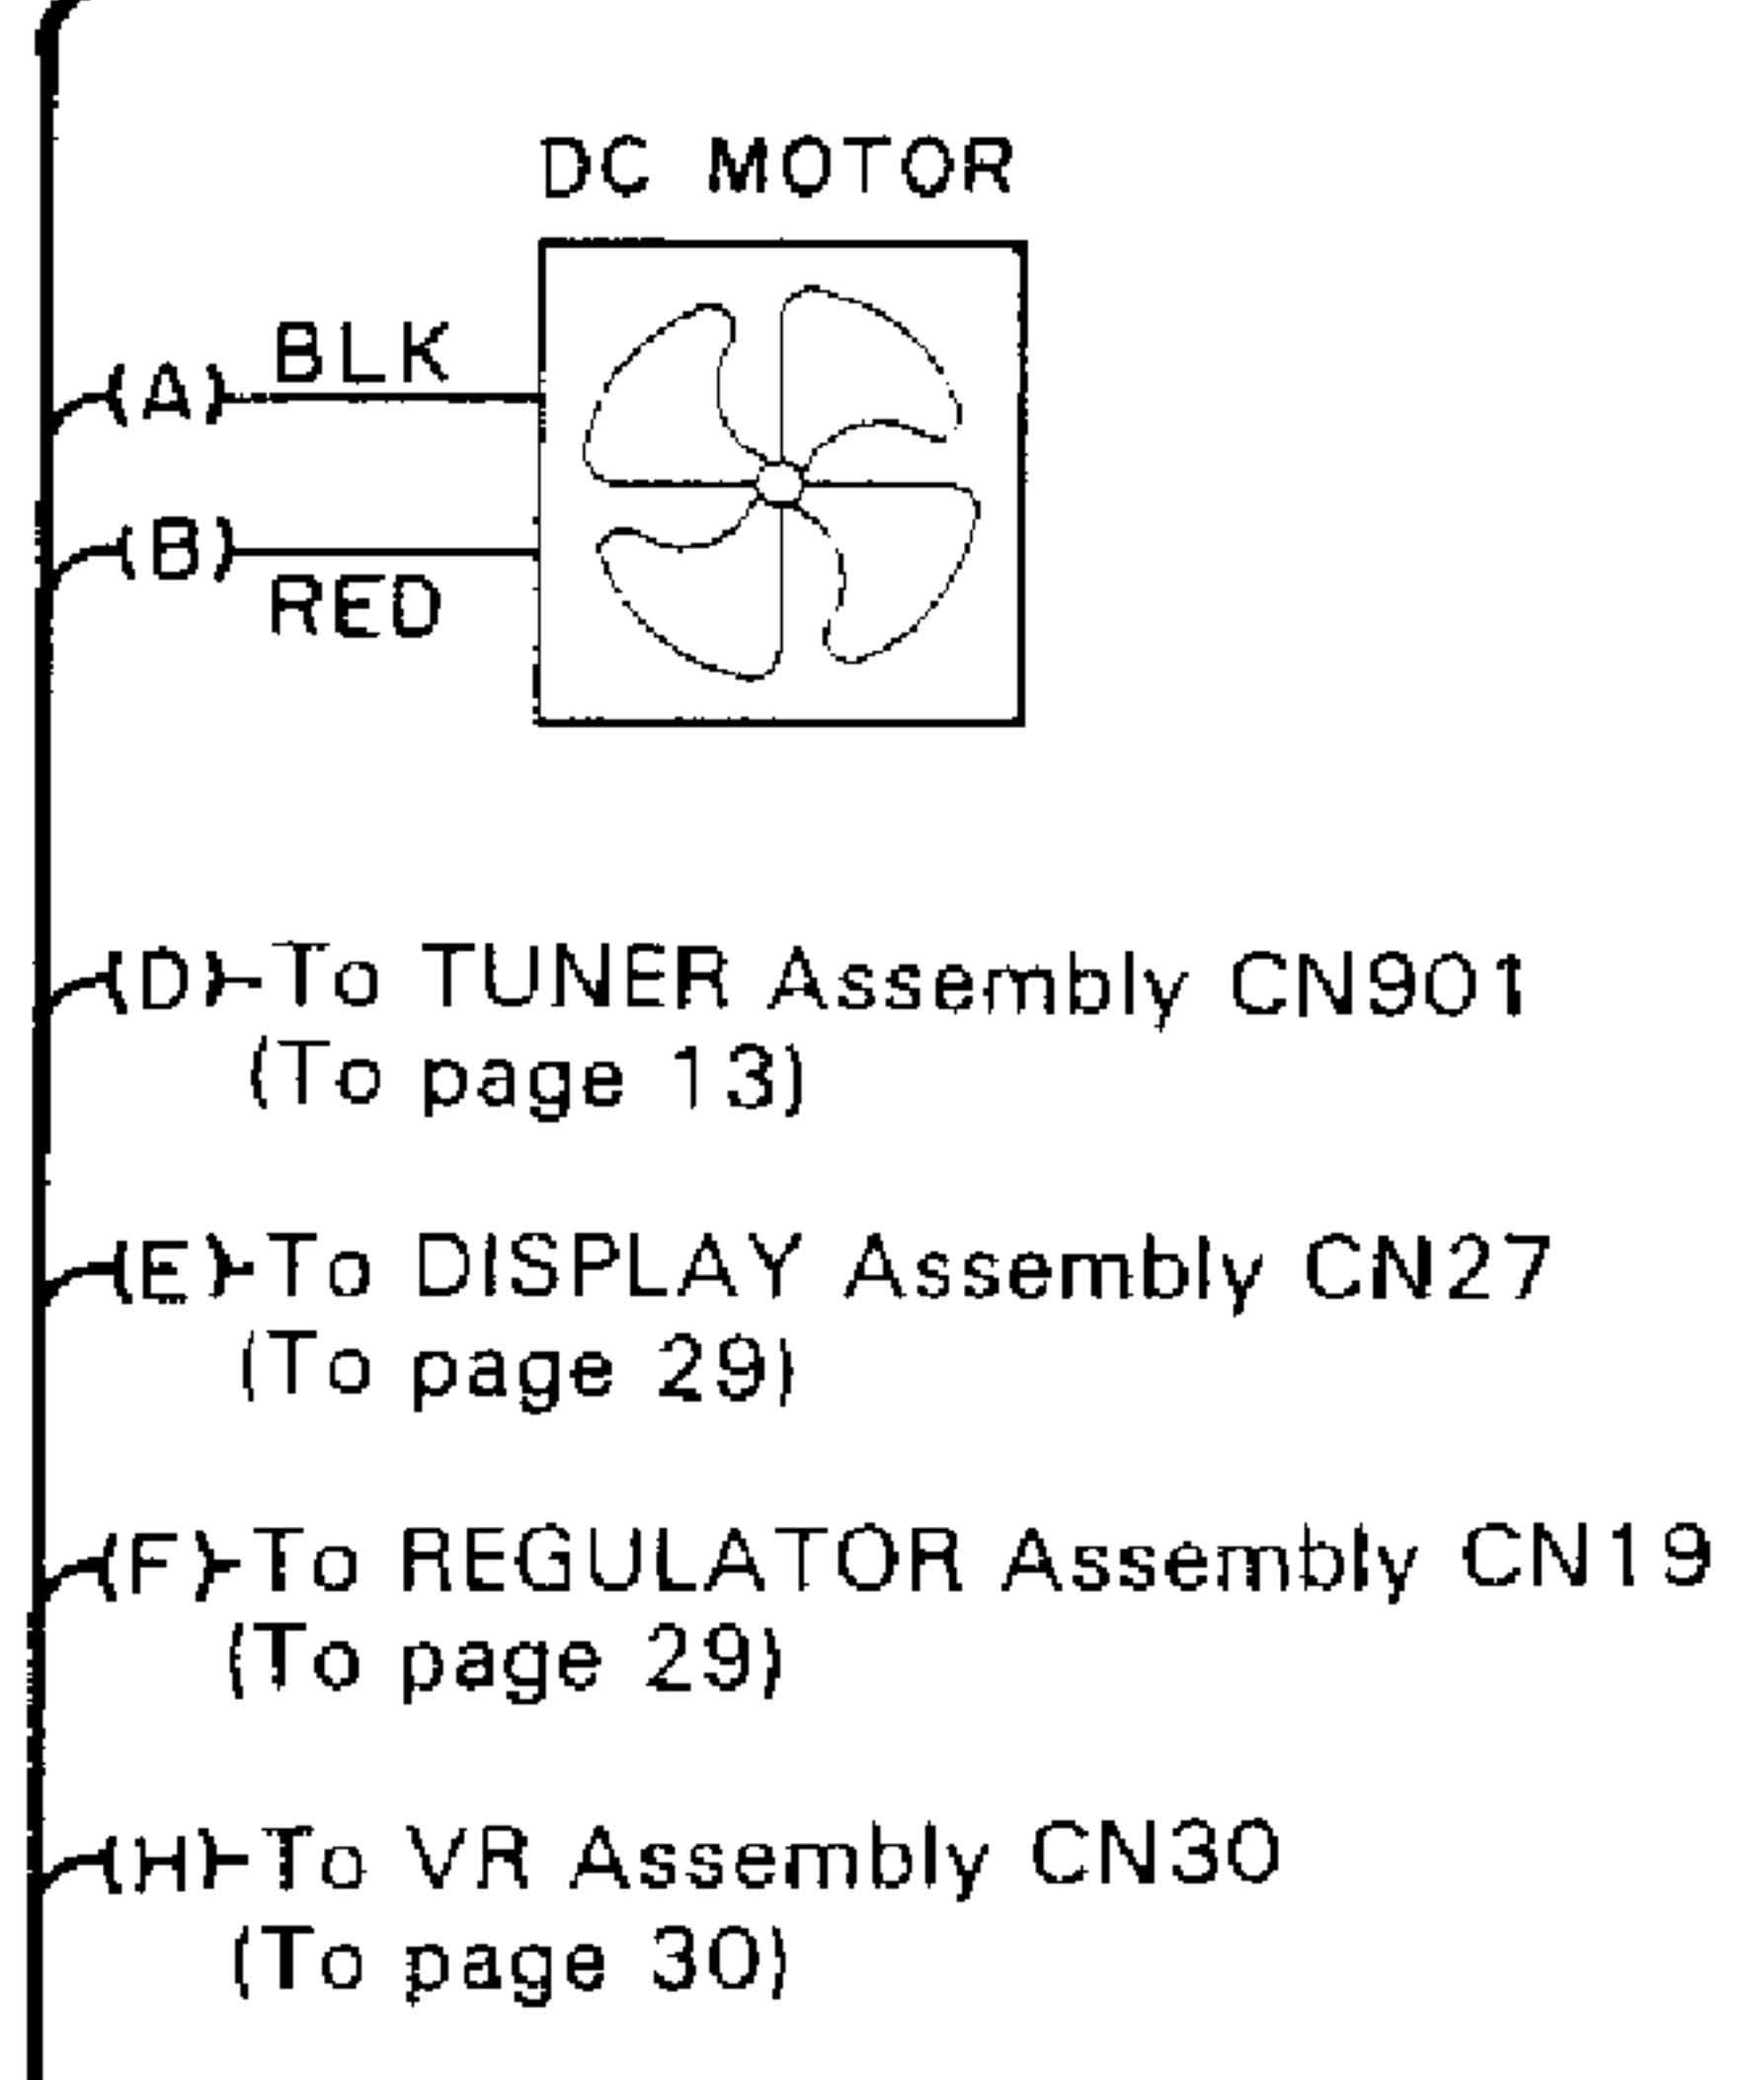 DC MOTOR
(A) BLK
(B)
RED
(D) To TUNER Assembly CN901
(To page 13)
(E) To DISPLAY Assembly CN27
(To page 29)
(F) To REGULATOR Assembly CN19
(To page 29)
(H) To VR Assembly CN30
(To page 30)